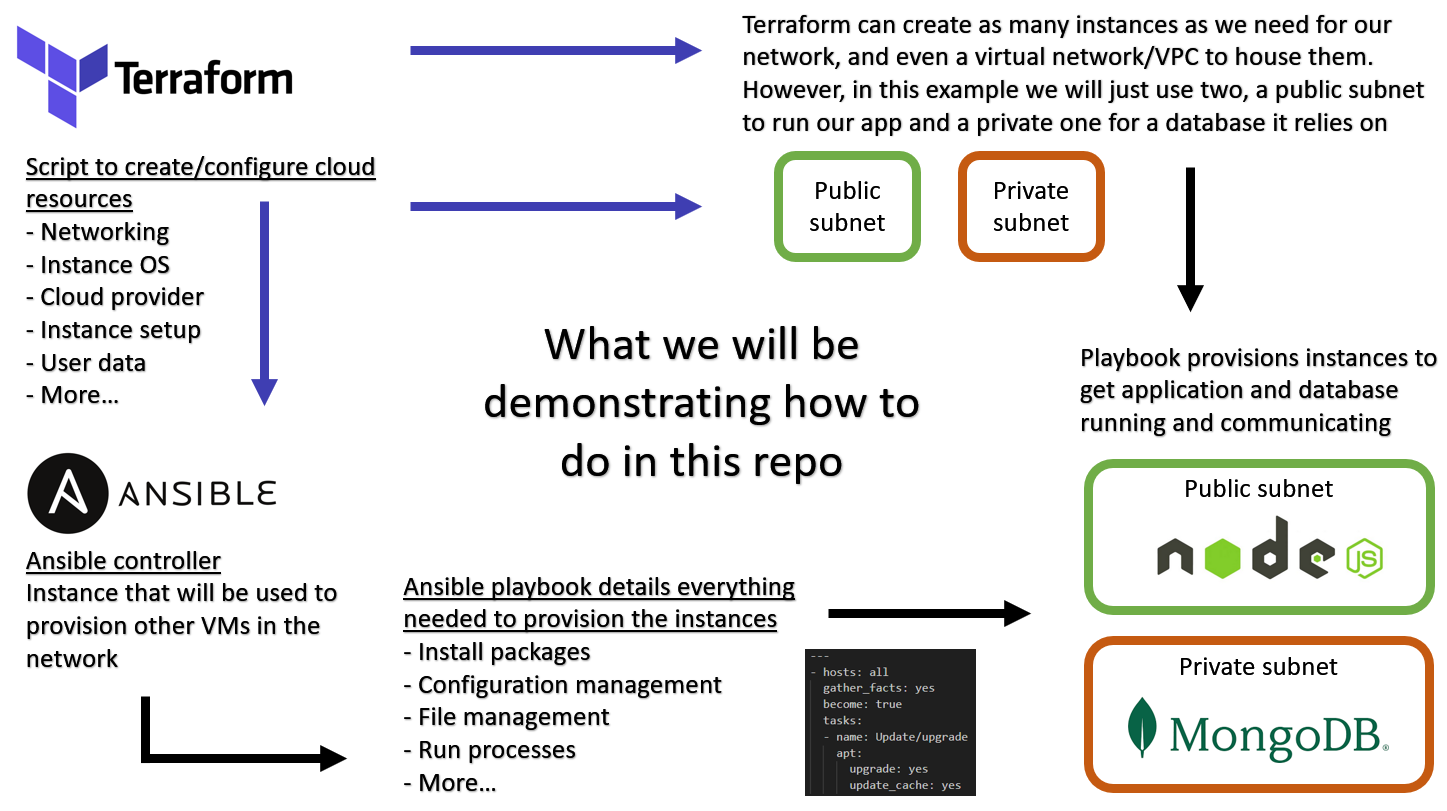 Terraform
Terraform can create as many instances as we need for our
network, and even a virtual network/VPC to house them.
However, in this example we will just use two, a public subnet
to run our app and a private one for a database it relies on
Script to create/configure cloud
resources
- Networking
- Instance OS
- Cloud provider
- Instance setup
- User data
- More...
Public
subnet
Private
subnet
What we will be
demonstrating how to
do in this repo
Playbook provisions instances to
get application and database
running and communicating
ANSIBLE
Ansible controller
Instance that will be used to
provision other VMs in the
network
Ansible playbook details everything
needed to provision the instances
- Install packages
- Configuration management
- File management
- Run processes
- More...
---
- hosts: all
gather_facts: yes
become: true
tasks:
- name: Update/upgrade
apt:
upgrade: yes
update_cache: yes
Public subnet
node
JS
Private subnet
MongoDB®